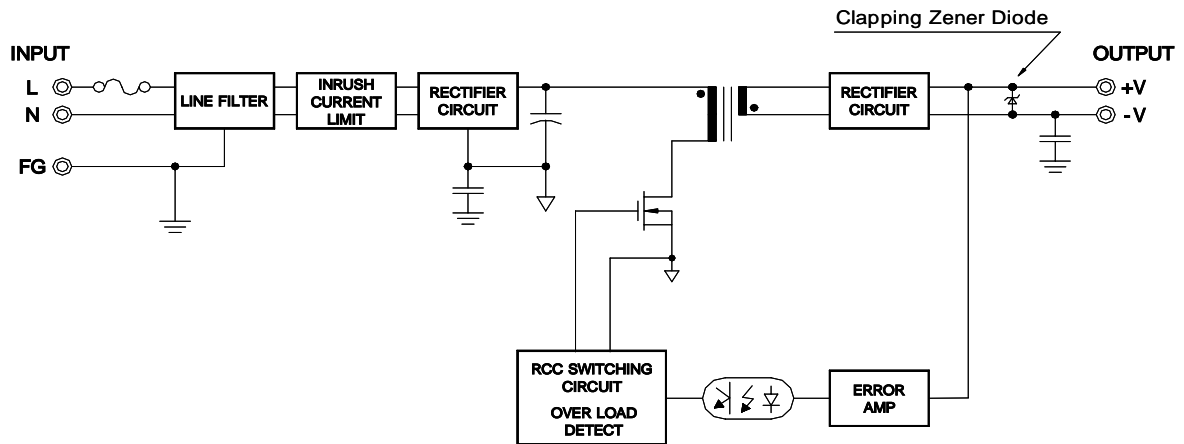 Clapping Zener Diode
INPUT
OUTPUT
L
N
FG
LINE FILTER
INRUSH
CURRENT
LIMIT
RECTIFIER
CIRCUIT
RECTIFIER
CIRCUIT
+V
-V
RCC SWITCHING
CIRCUIT
OVER LOAD
DETECT
ERROR
AMP